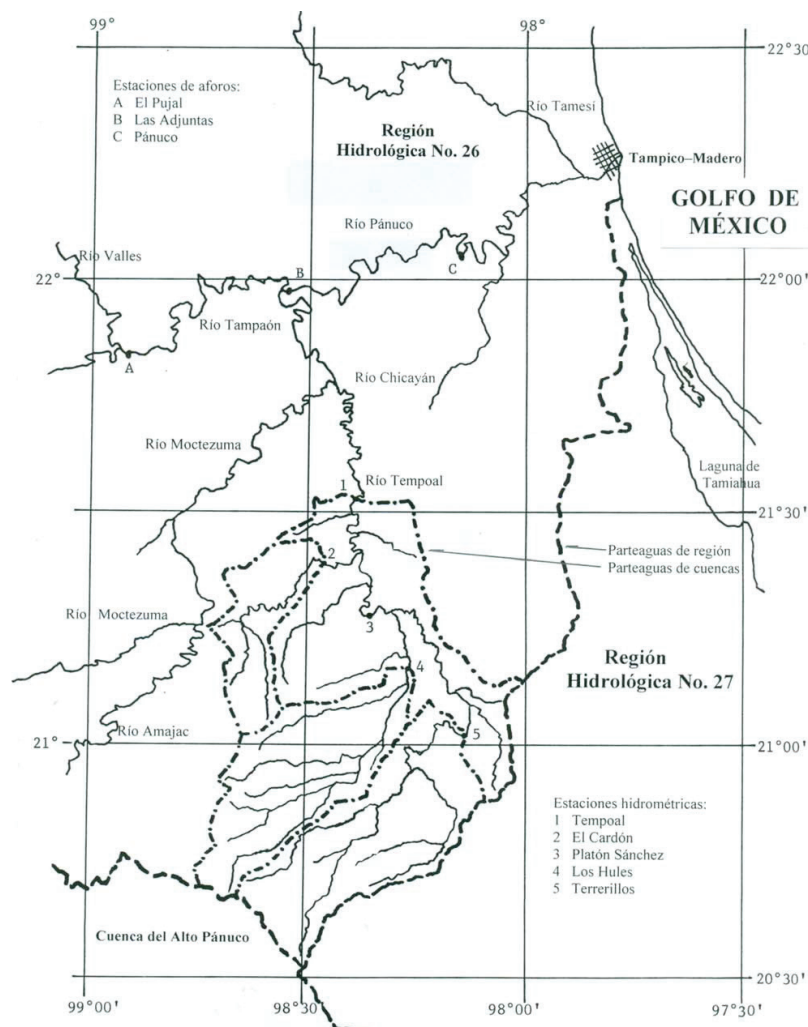 99°
98°
22°30'
Estaciones de aforos:
A El Pujal
B Las Adjuntas
C Pánuco
Río Tamesí
Región
Hidrológica No. 26
Tampico–Madero
GOLFO DE
MÉXICO
Río Pánuco
Río Valles
B
C
22°
22°00'
Río Tampaón
A
Río Chicayán
Río Moctezuma
Laguna de
Tamiahua
1
Río Tempoal
21°30'
2
Parteaguas de región
Parteaguas de cuencas
Río Moctezuma
3
4
Región
Hidrológica No. 27
Río Amajac
5
21°
21°00'
Estaciones hidrométricas:
1 Tempoal
2 El Cardón
3 Platón Sánchez
4 Los Hules
5 Terrerillos
Cuenca del Alto Pánuco
20°30'
99°00'
98°30'
98°00'
97°30'